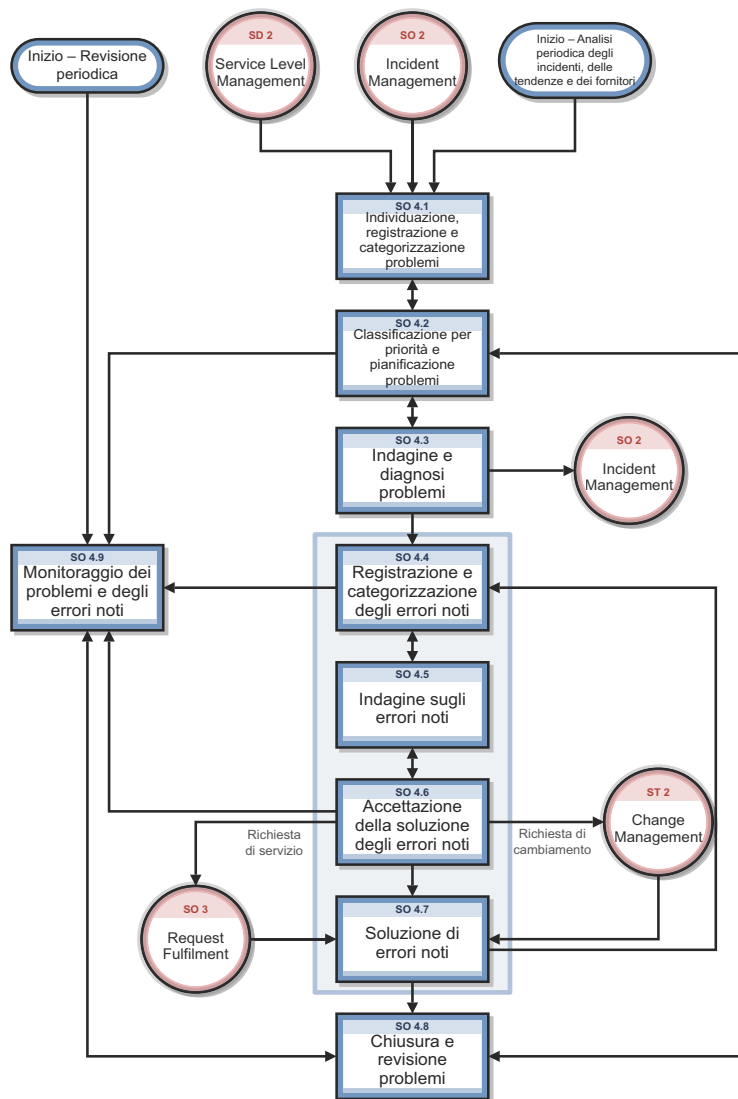 Inizio – Revisione
periodica
SD 2
Service Level
Management
SO 2
Incident
Management
Inizio – Analisi
periodica degli
incidenti, delle
tendenze e dei fornitori
SO 4.1
Individuazione,
registrazione e
categorizzazione
problemi
SO 4.2
Classificazione per
priorità e
pianificazione
problemi
SO 4.3
Indagine e
diagnosi
problemi
SO 2
Incident
Management
SO 4.9
Monitoraggio dei
problemi e degli
errori noti
SO 4.4
Registrazione e
categorizzazione
degli errori noti
SO 4.5
Indagine sugli
errori noti
SO 4.6
Accettazione
della soluzione
degli errori noti
Richiesta
di servizio
Richiesta di
cambiamento
ST 2
Change
Management
SO 3
Request
Fulfilment
SO 4.7
Soluzione di
errori noti
SO 4.8
Chiusura e
revisione
problemi